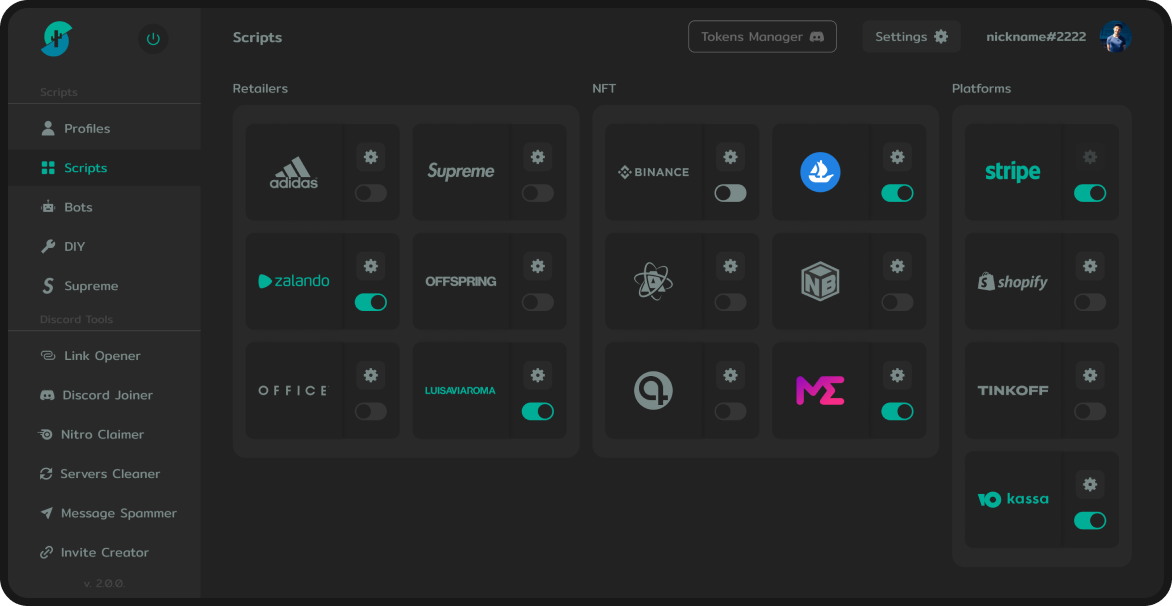 Scripts
Tokens Manager
Settings
nickname#2222
Scripts
Profiles
Scripts
Bots
DIY
Supreme
Discord Tools
Link Opener
Discord Joiner
Nitro Claimer
Servers Cleaner
Message Spammer
Invite Creator
v. 2.0.0.
Retailers
adidas
Supreme
zalando
OFFSPRING
OFFICE
LUISAVIAROMA
NFT
BINANCE
NB
Platforms
stripe
shopify
TINKOFF
kassa